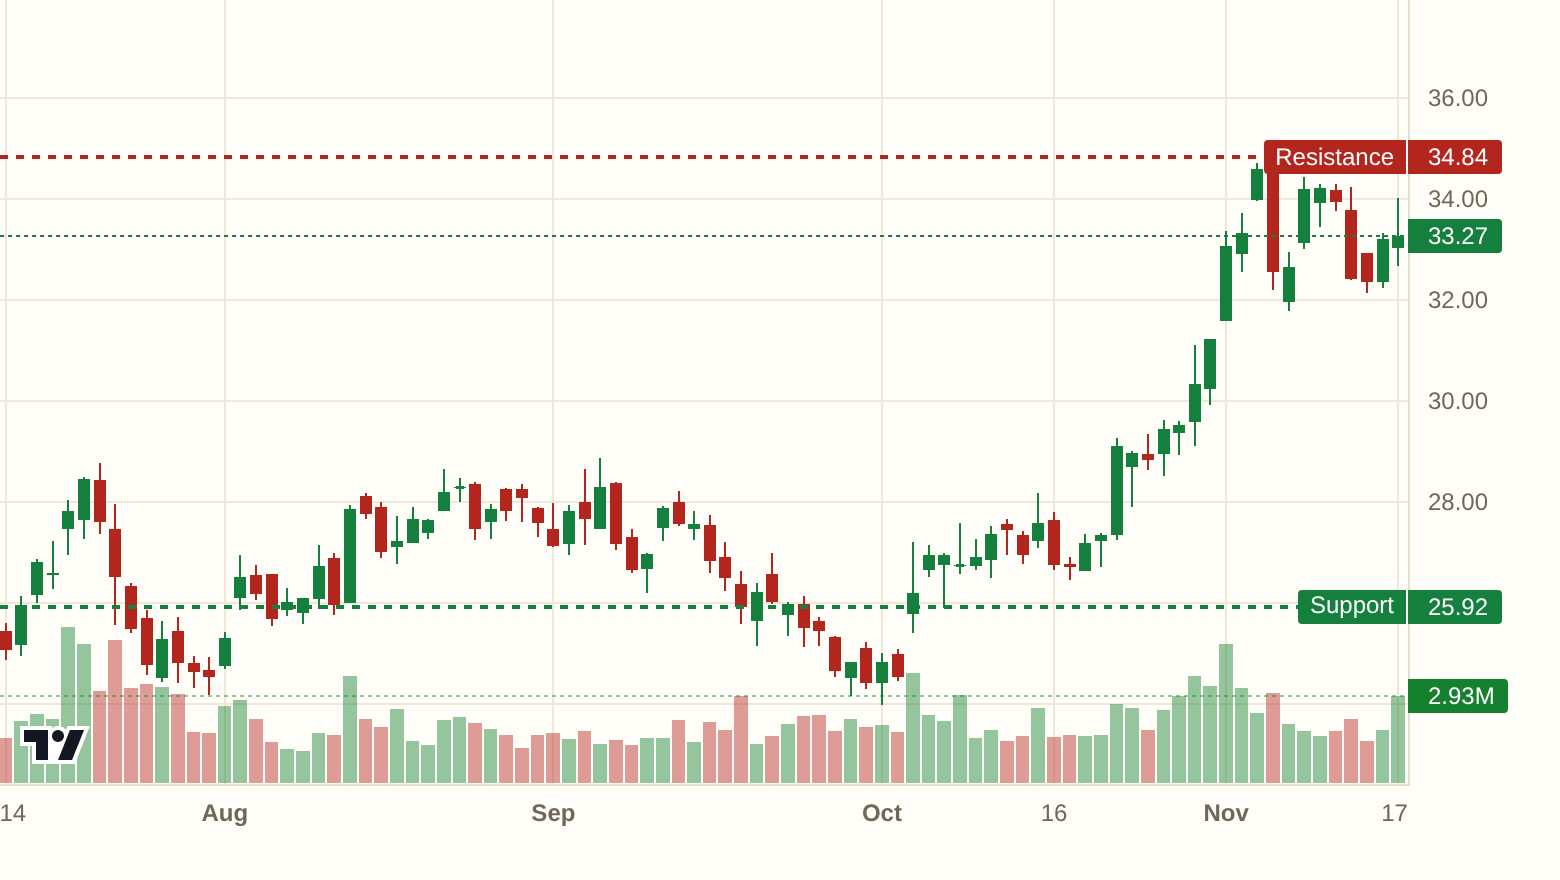 36.00
Resistance 34.84
34.00
33.27
32.00
30.00
28.00
Support 25.92
2.93M
14 Aug Sep Oct 16 Nov 17